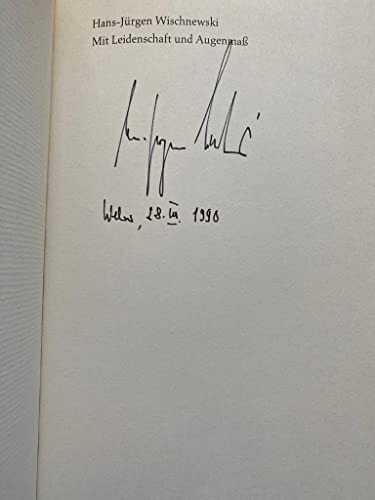 Hans-Jürgen Wischnewski
Mit Leidenschaft und Augenmaß
28. III. 1990